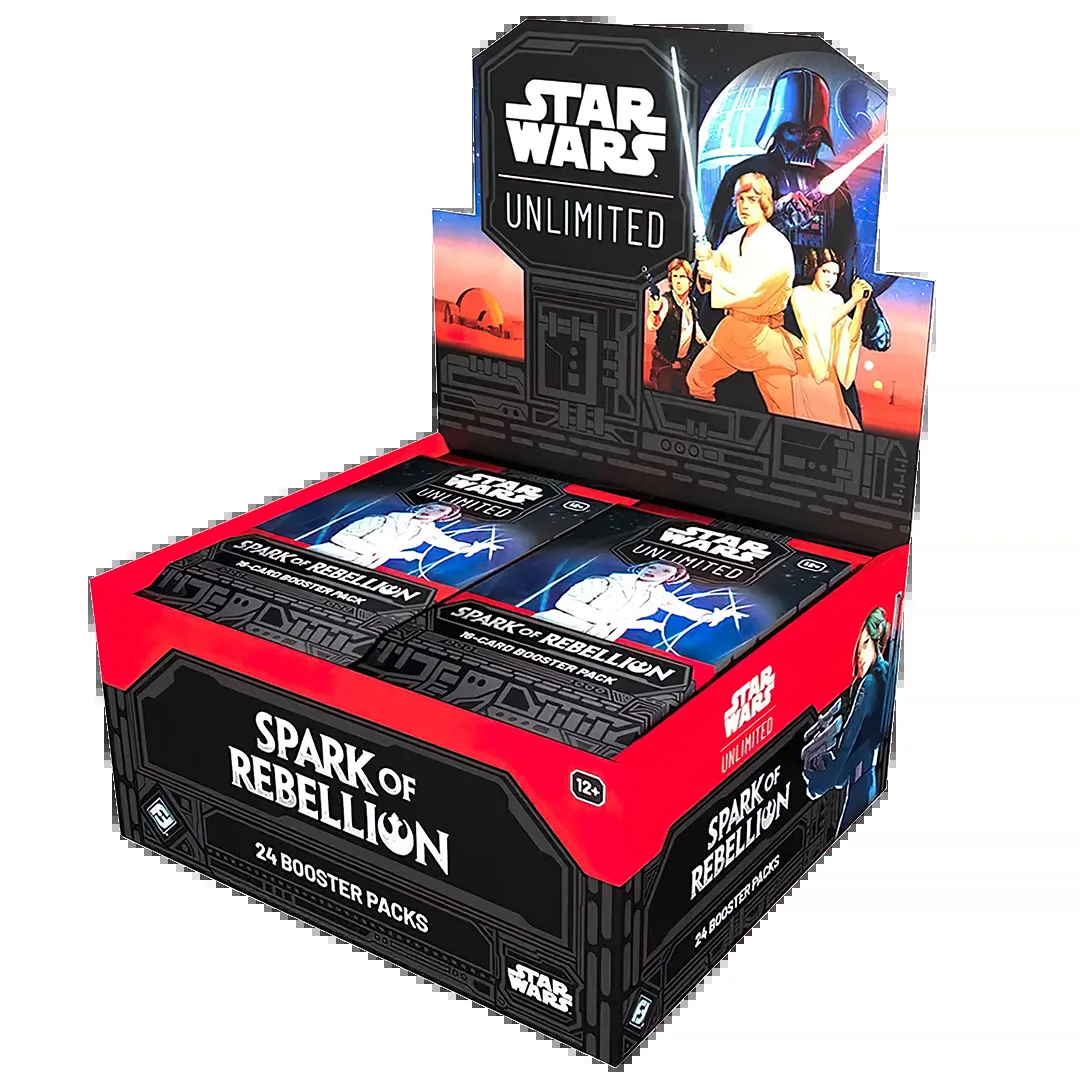 STAR
WARS
UNLIMITED
STAR
WARS
UNLIMITED
12+
SPARK OF REBELLION
16-CARD BOOSTER PACK
STAR
WARS
UNLIMITED
12+
SPARK OF REBELLION
16-CARD BOOSTER PACK
SPARK OF
REBELLION
24 BOOSTER PACKS
12+
STAR
WARS
STAR
WARS
UNLIMITED
SPARK OF
REBELLION
24 BOOSTER PACKS